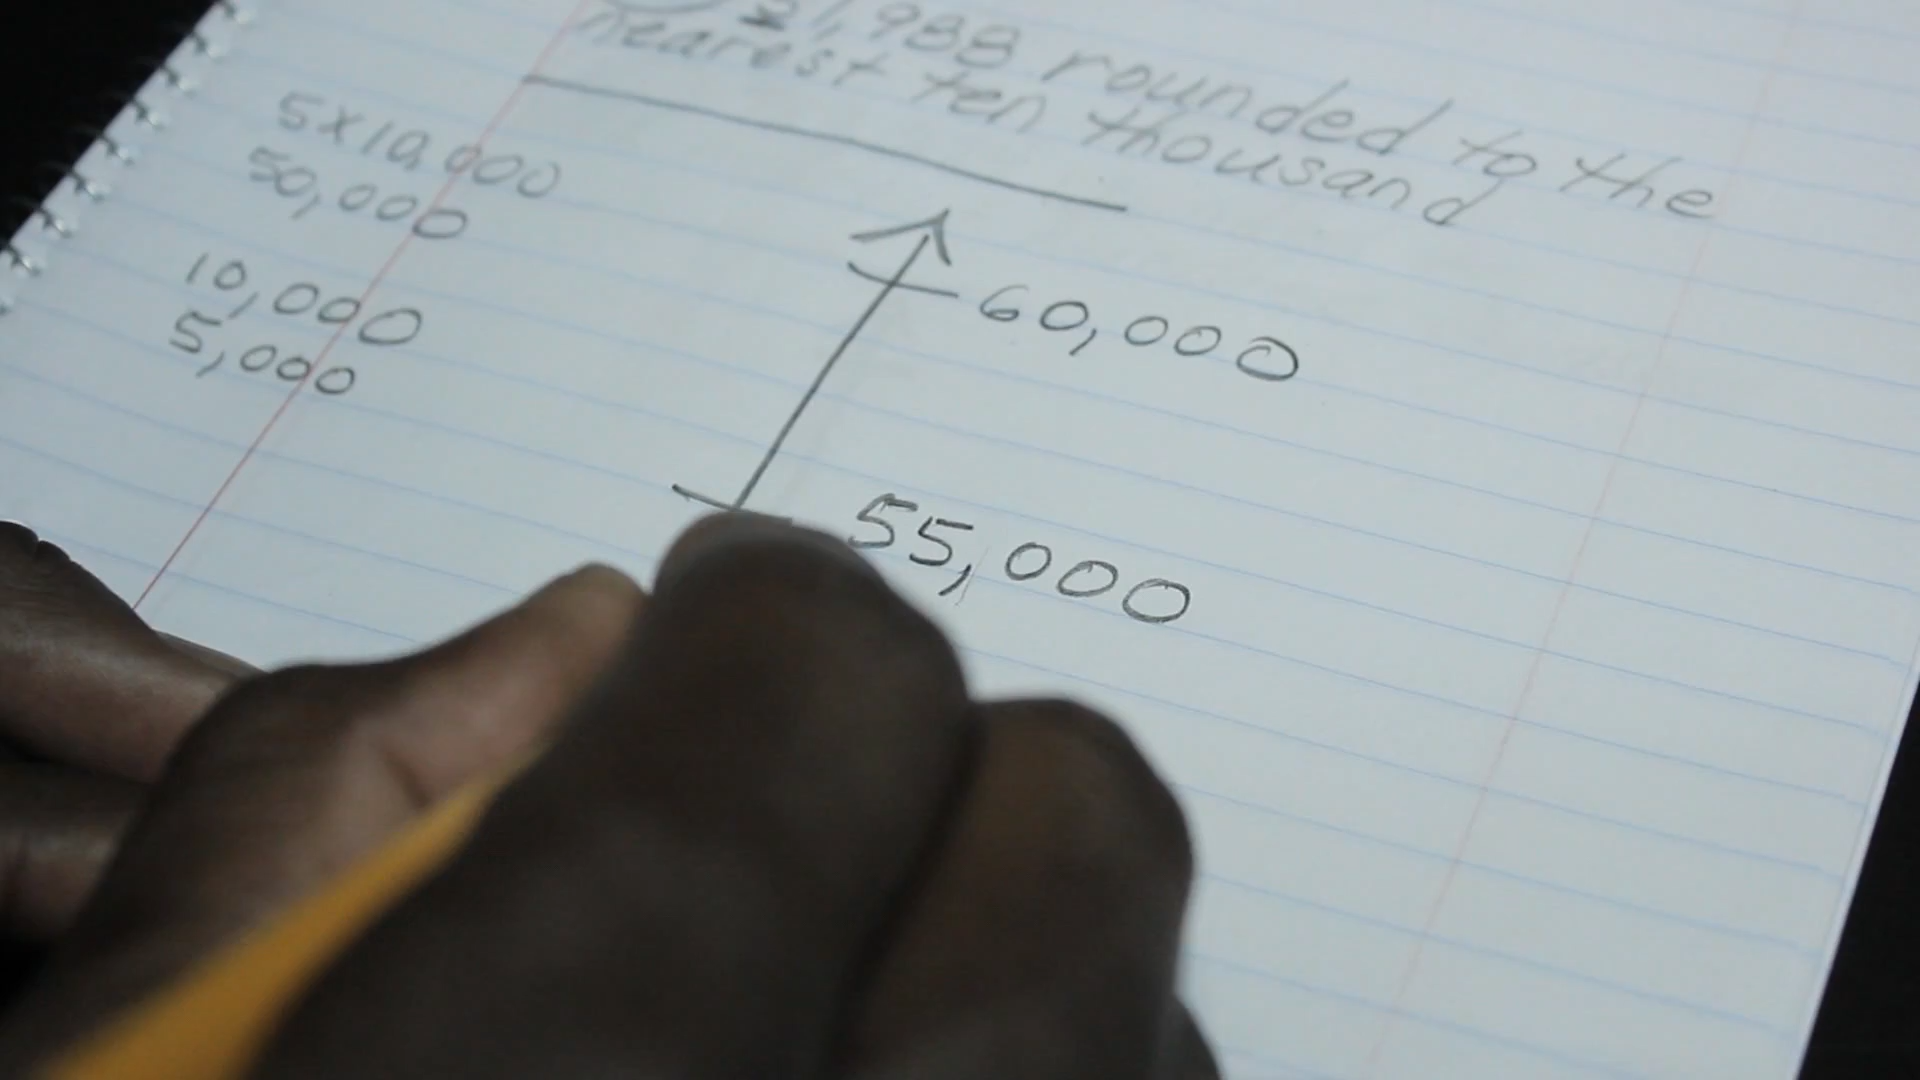 1,988 rounded to the
nearest ten thousand
5x10,000
50,000
10,000
5,000
60,000
55,000